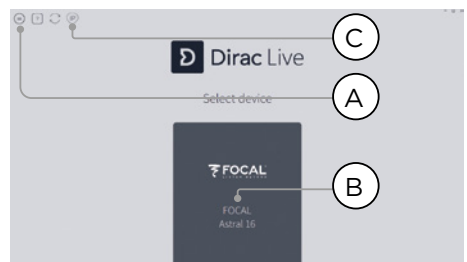 ?
C
Dirac Live
Select device
A
FOCAL
B
FOCAL
Astral 16